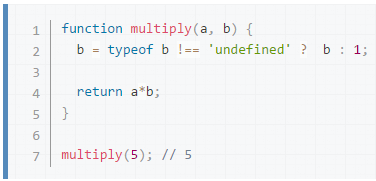 1 function multiply(a, b) {
2   b = typeof b !== 'undefined' ?  b : 1;
3
4   return a*b;
5 }
6
7 multiply(5); // 5